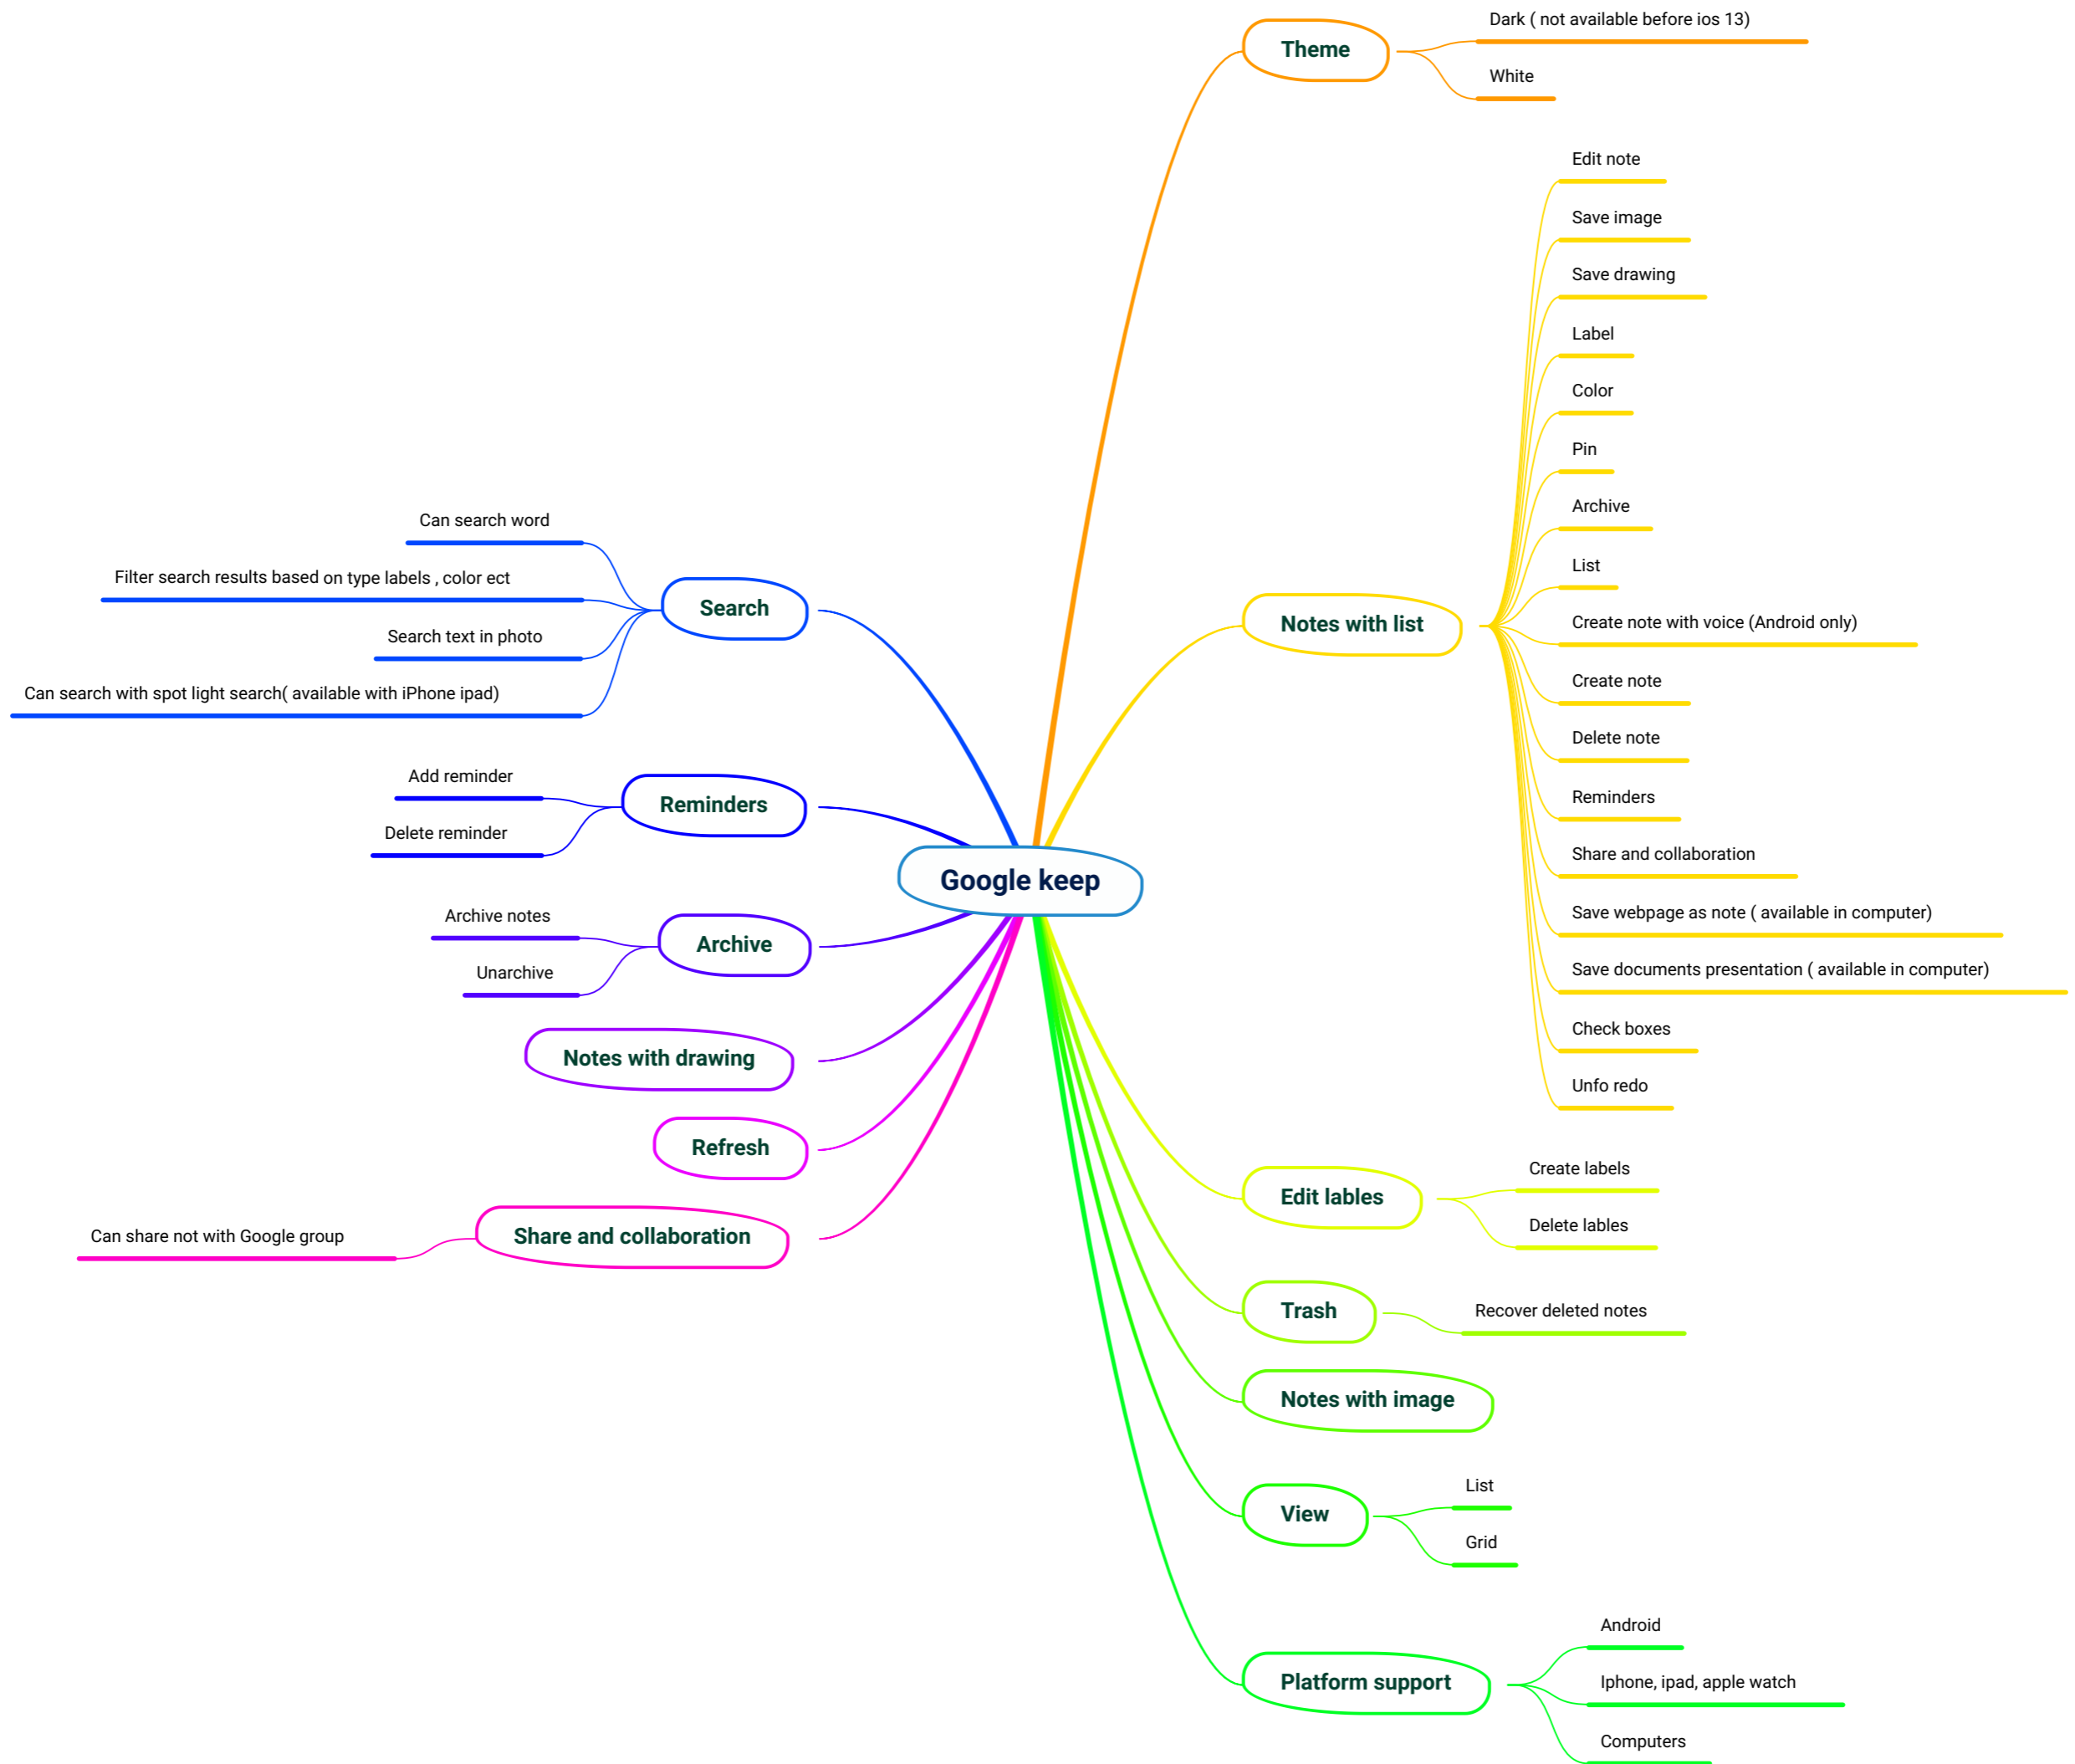 Google keep
Theme
Dark ( not available before ios 13)
White
Notes with list
Edit note
Save image
Save drawing
Label
Color
Pin
Archive
List
Create note with voice (Android only)
Create note
Delete note
Reminders
Share and collaboration
Save webpage as note ( available in computer)
Save documents presentation ( available in computer)
Check boxes
Unfo redo
Edit lables
Create labels
Delete lables
Trash
Recover deleted notes
Notes with image
View
List
Grid
Platform support
Android
Iphone, ipad, apple watch
Computers
Search
Can search word
Filter search results based on type labels , color ect
Search text in photo
Can search with spot light search( available with iPhone ipad)
Reminders
Add reminder
Delete reminder
Archive
Archive notes
Unarchive
Notes with drawing
Refresh
Share and collaboration
Can share not with Google group